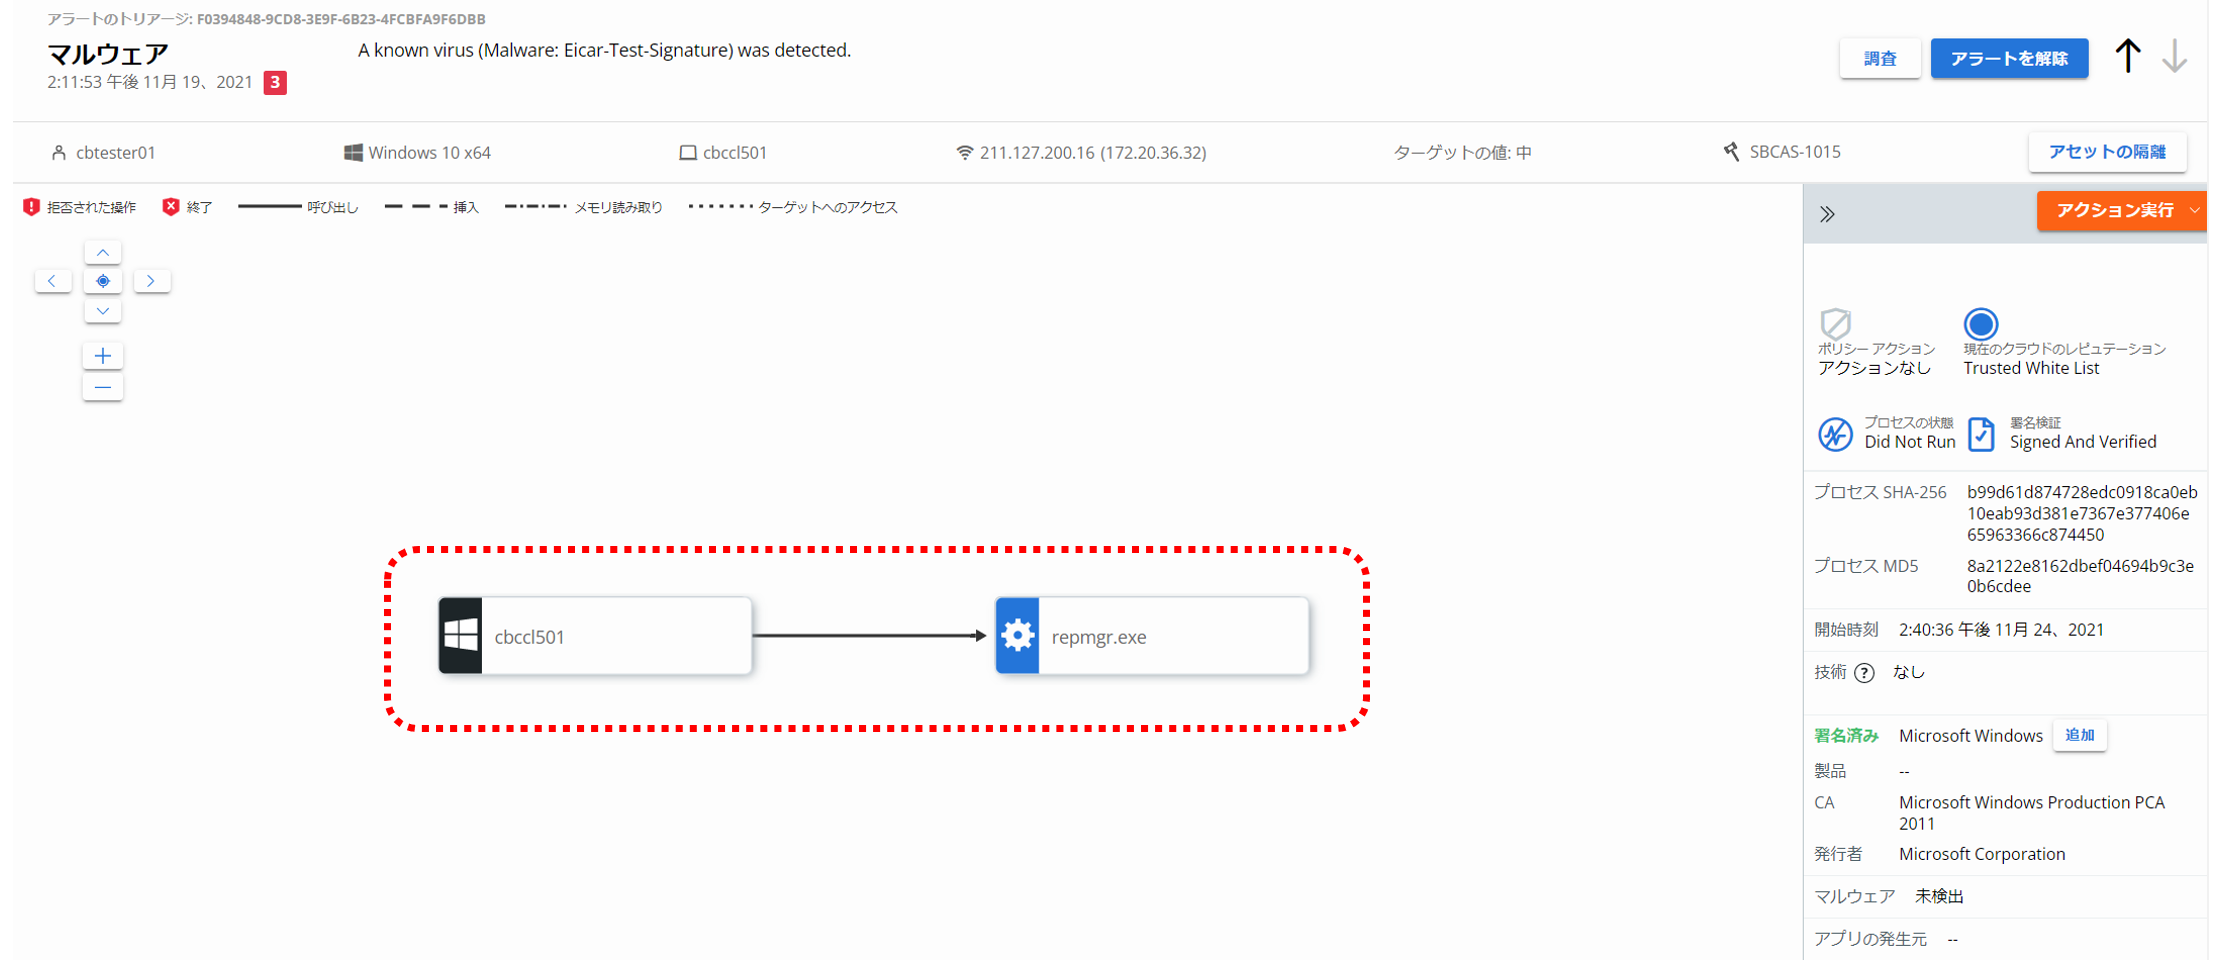 アラートのトリアージ: F0394848-9CD8-3E9F-6B23-4FCBFA9F6DBB
マルウェア
A known virus (Malware: Eicar-Test-Signature) was detected.
調査
アラートを解除
2:11:53 午後 11月 19、2021 3
cbtester01
Windows 10 x64
cbccl501
211.127.200.16 (172.20.36.32)
ターゲットの値: 中
SBCAS-1015
アセットの隔離
拒否された操作
終了
呼び出し
挿入
メモリ読み取り
ターゲットへのアクセス
アクション実行
cbccl501
repmgr.exe
ポリシー アクション
アクションなし
現在のクラウドのレピュテーション
Trusted White List
プロセスの状態
Did Not Run
署名検証
Signed And Verified
プロセス SHA-256
b99d61d874728edc0918ca0eb
10eab93d381e7367e377406e
65963366c874450
プロセス MD5
8a2122e8162dbef04694b9c3e
0b6cdee
開始時刻 2:40:36 午後 11月 24、2021
技術 ? なし
署名済み Microsoft Windows 追加
製品 --
CA Microsoft Windows Production PCA
2011
発行者 Microsoft Corporation
マルウェア 未検出
アプリの発生元 --